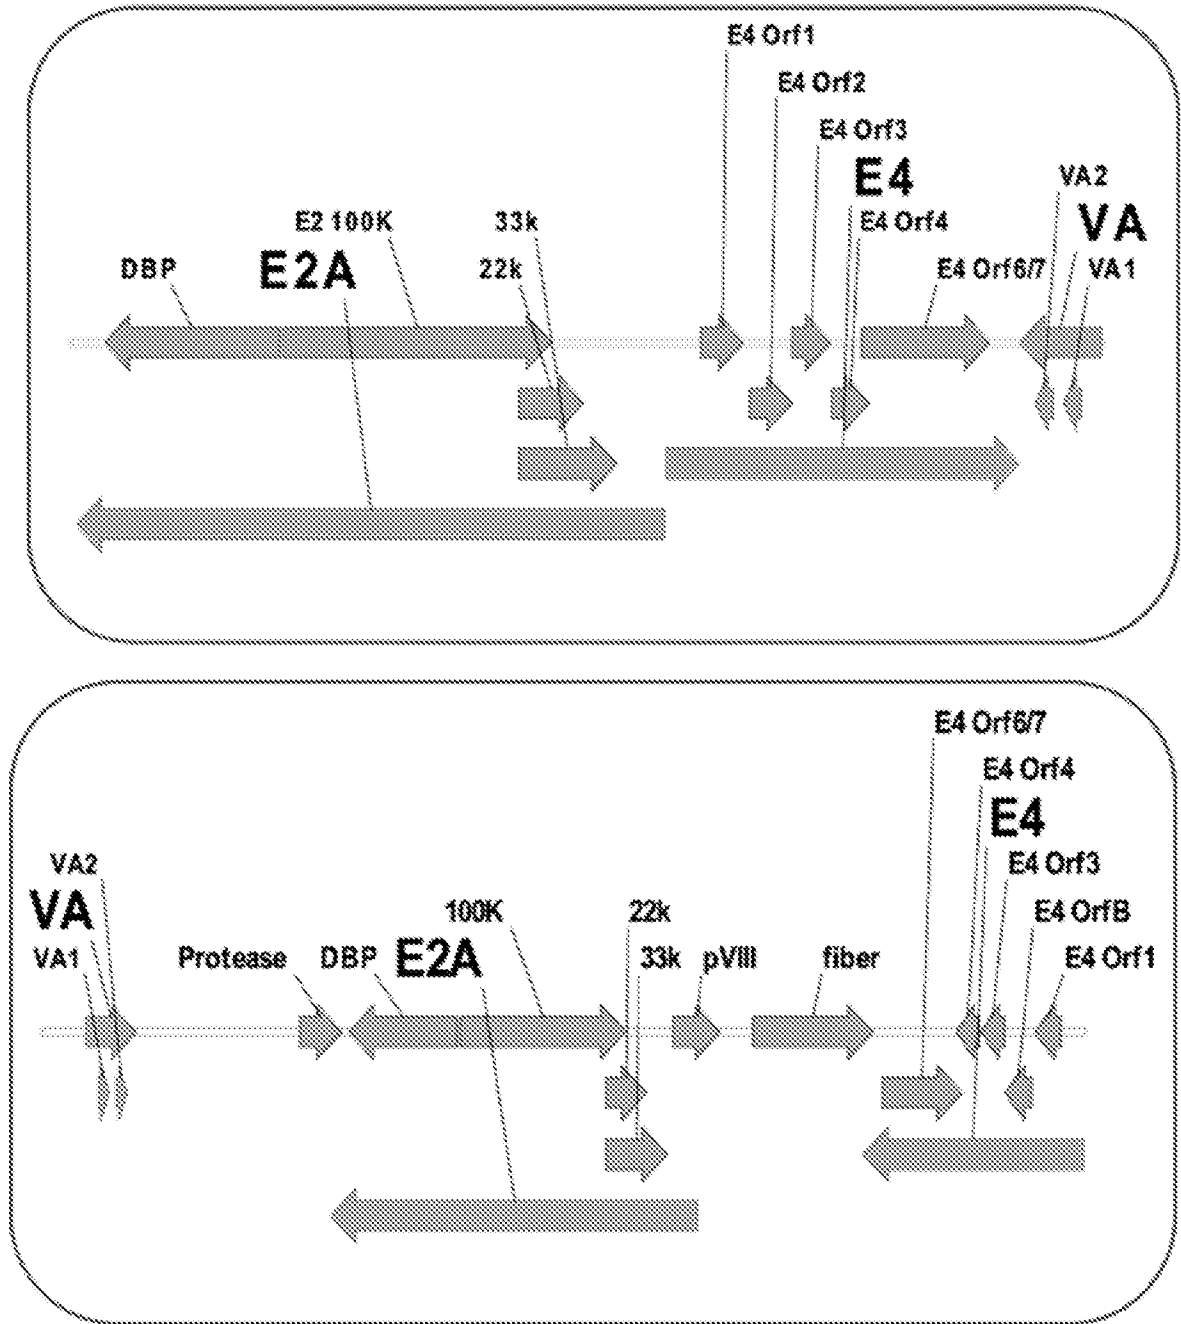 E4 Orf1
E4 Orf2
E4 Orf3
E4
VA2
E2 100K
33k
E4 Orf4
VA
DBP
E2A
22k
E4 Orf6/7
VA1
E4 Orf6/7
E4 Orf4
E4
VA2
E4 Orf3
VA
100K
22k
E4 OrfB
VA1
Protease
DBP
E2A
33k
pVIII
fiber
E4 Orf1